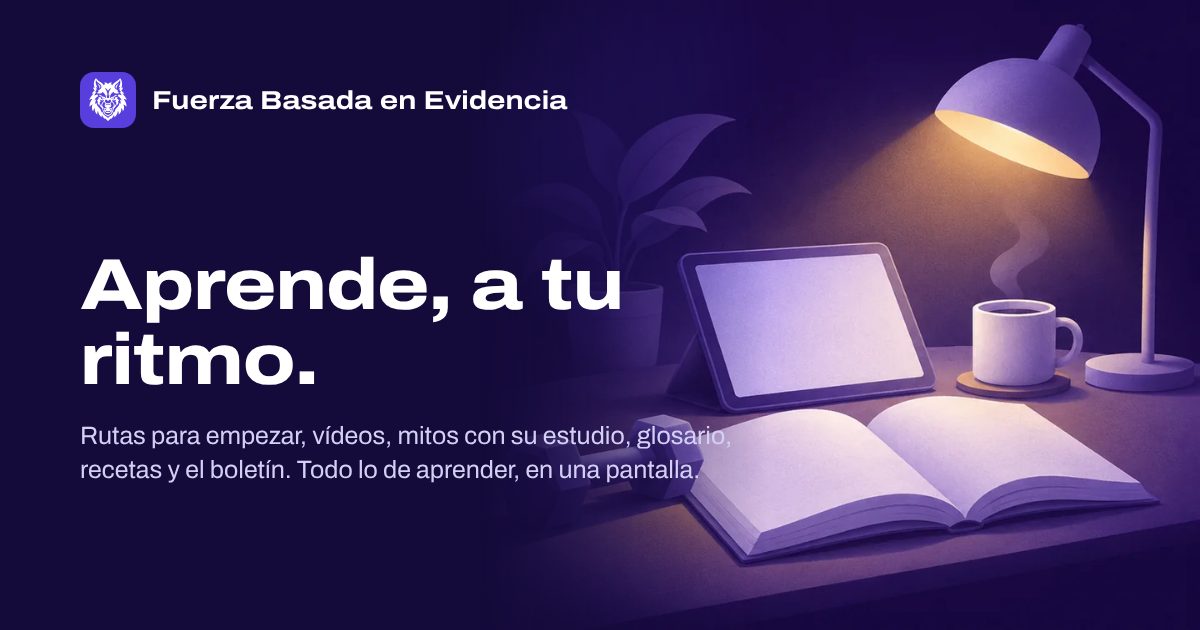 Fuerza Basada en Evidencia
Aprende, a tu
ritmo.
Rutas para empezar, vídeos, mitos con su estudio, glosario,
recetas y el boletín. Todo lo de aprender, en una pantalla.